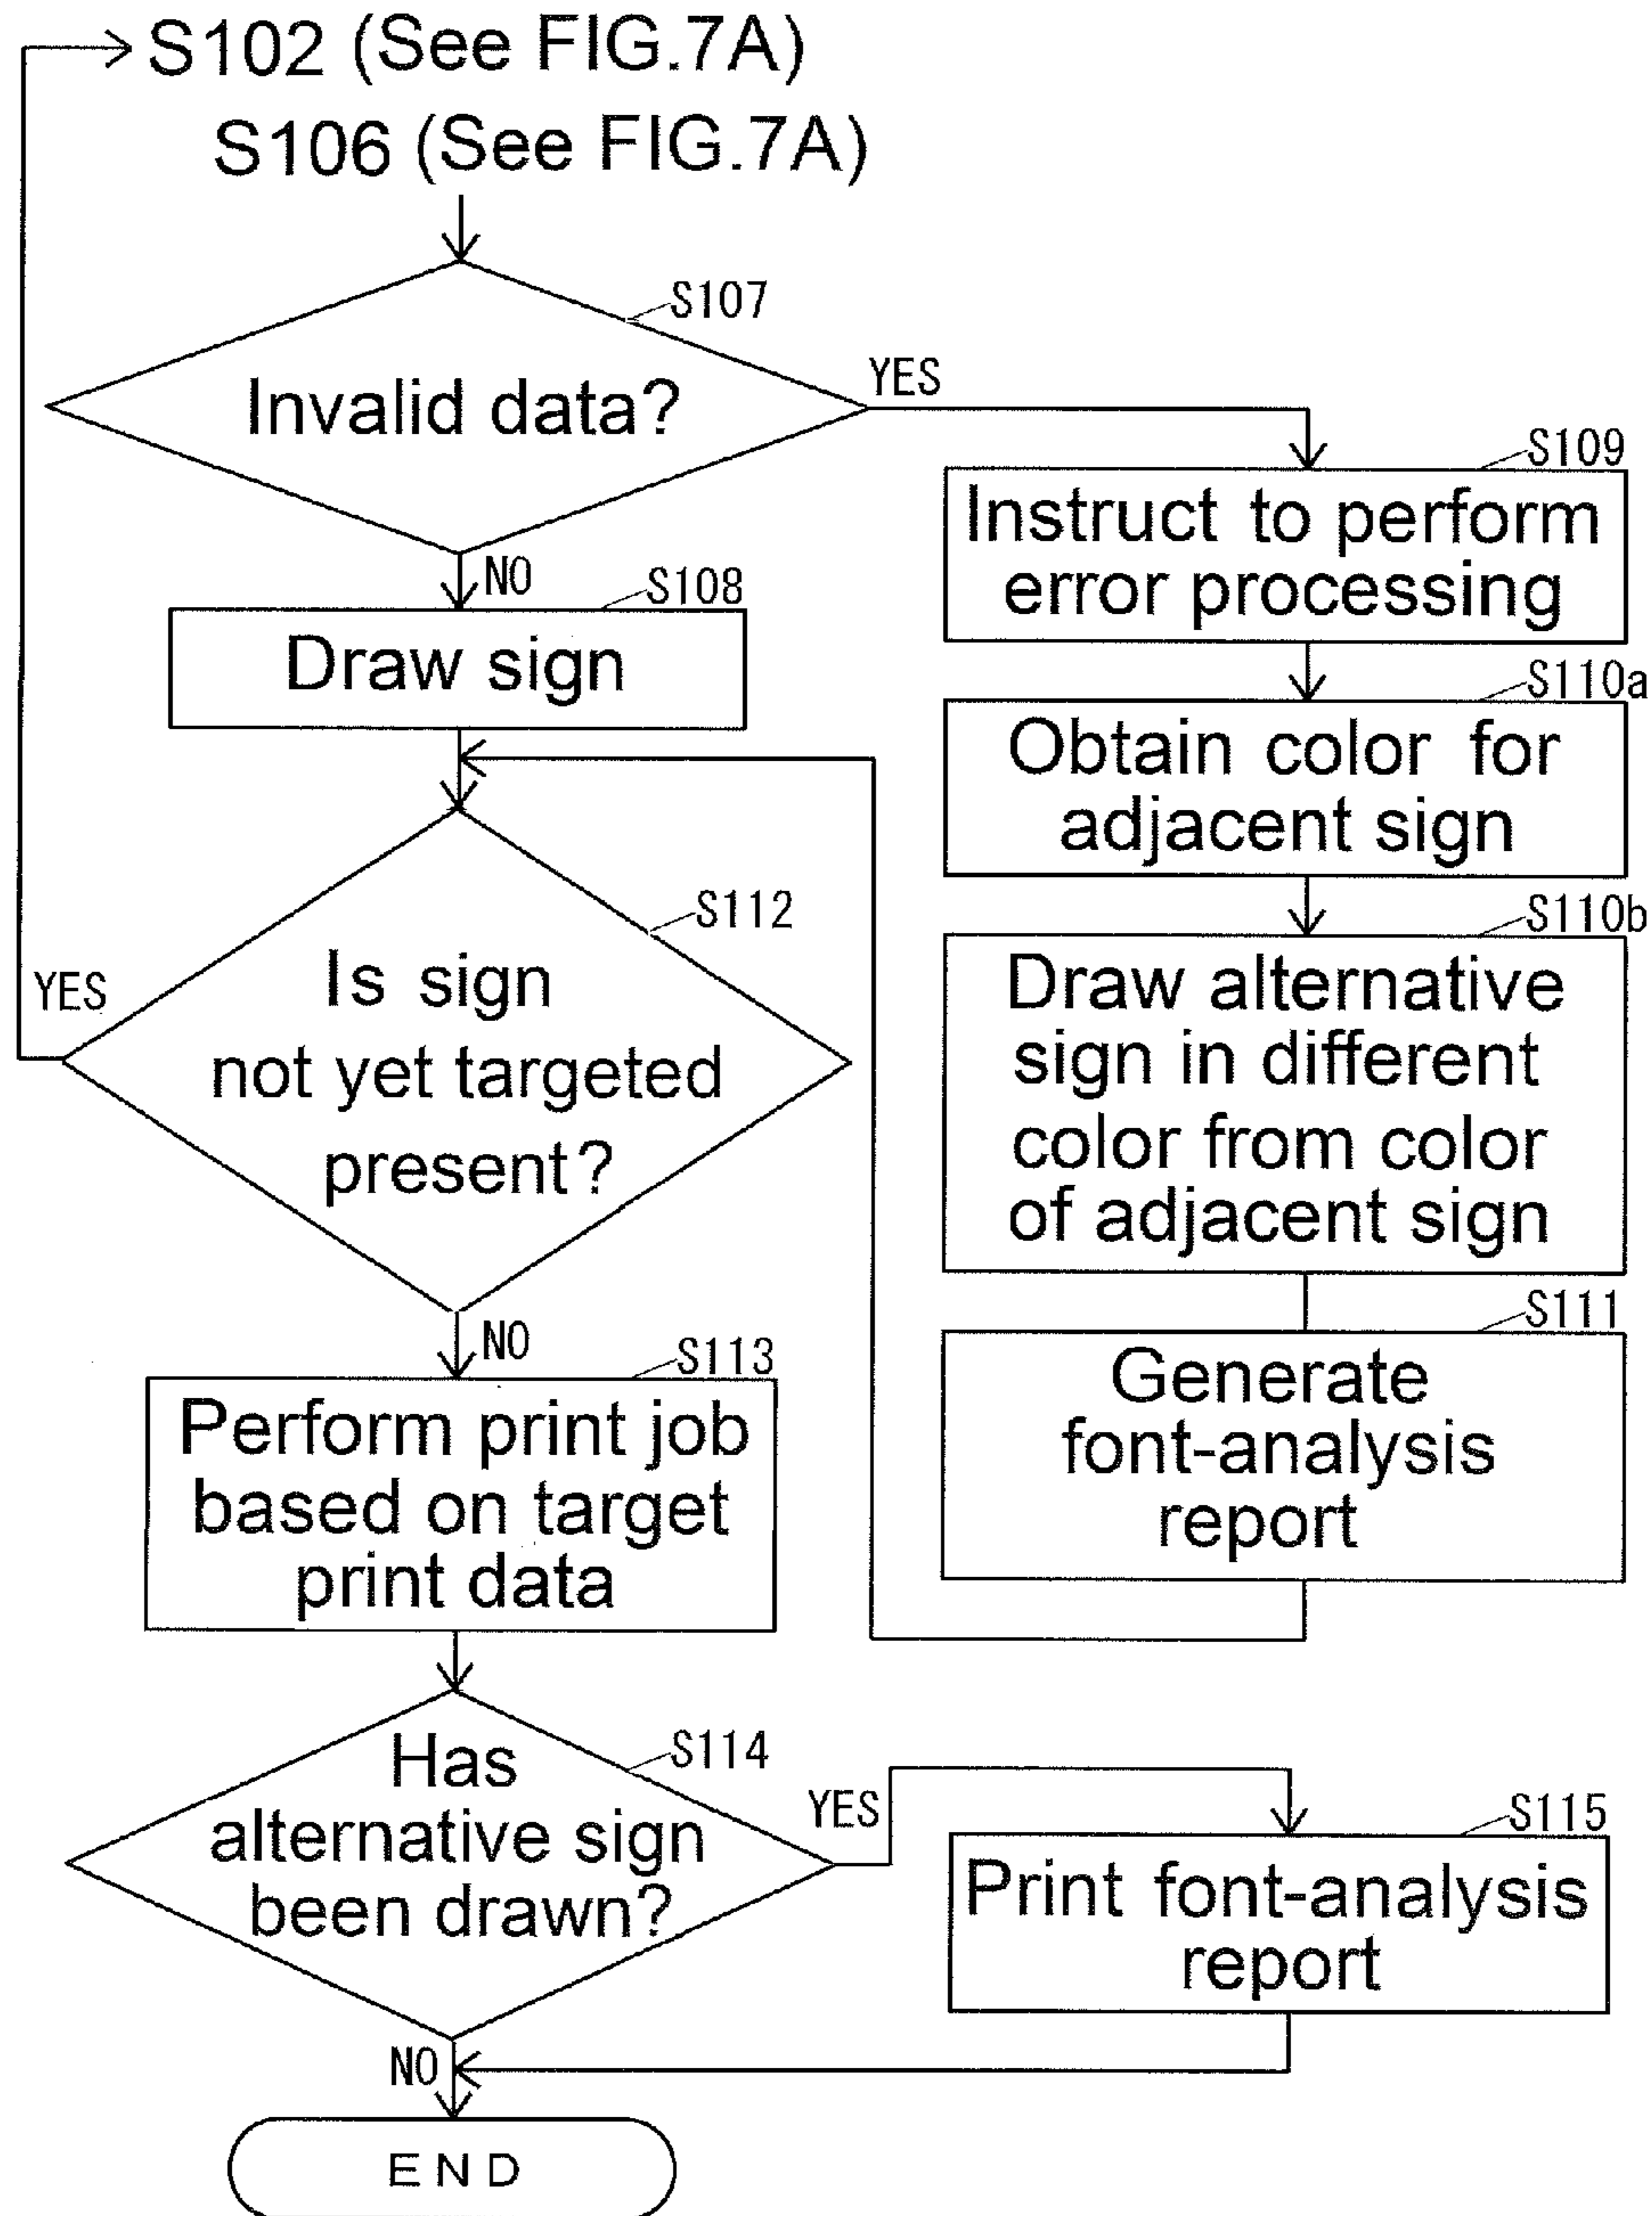 S102 (See FIG.7A)
S106 (See FIG.7A)
S107
Invalid data?
YES
NO
S108
Draw sign
S109
Instruct to perform
error processing
S110a
Obtain color for
adjacent sign
S110b
Draw alternative
sign in different
color from color
of adjacent sign
S111
Generate
font-analysis
report
S112
Is sign
not yet targeted
present?
YES
NO
S113
Perform print job
based on target
print data
S114
Has
alternative sign
been drawn?
YES
S115
Print font-analysis
report
NO
END